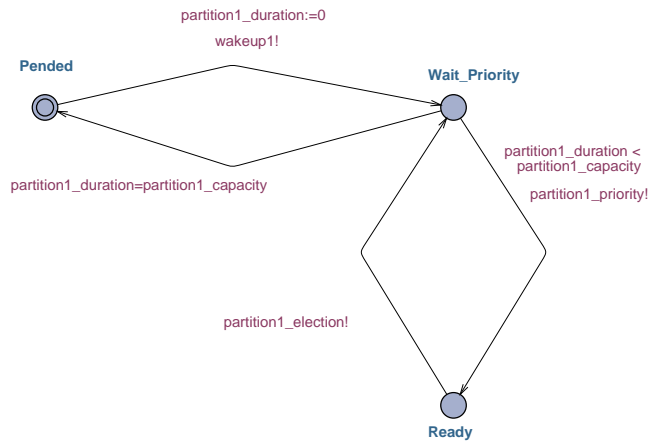 partition1_duration:=0
wakeup1!
Pended
Wait_Priority
partition1_duration <
partition1_capacity
partition1_duration=partition1_capacity
partition1_priority!
partition1_election!
Ready